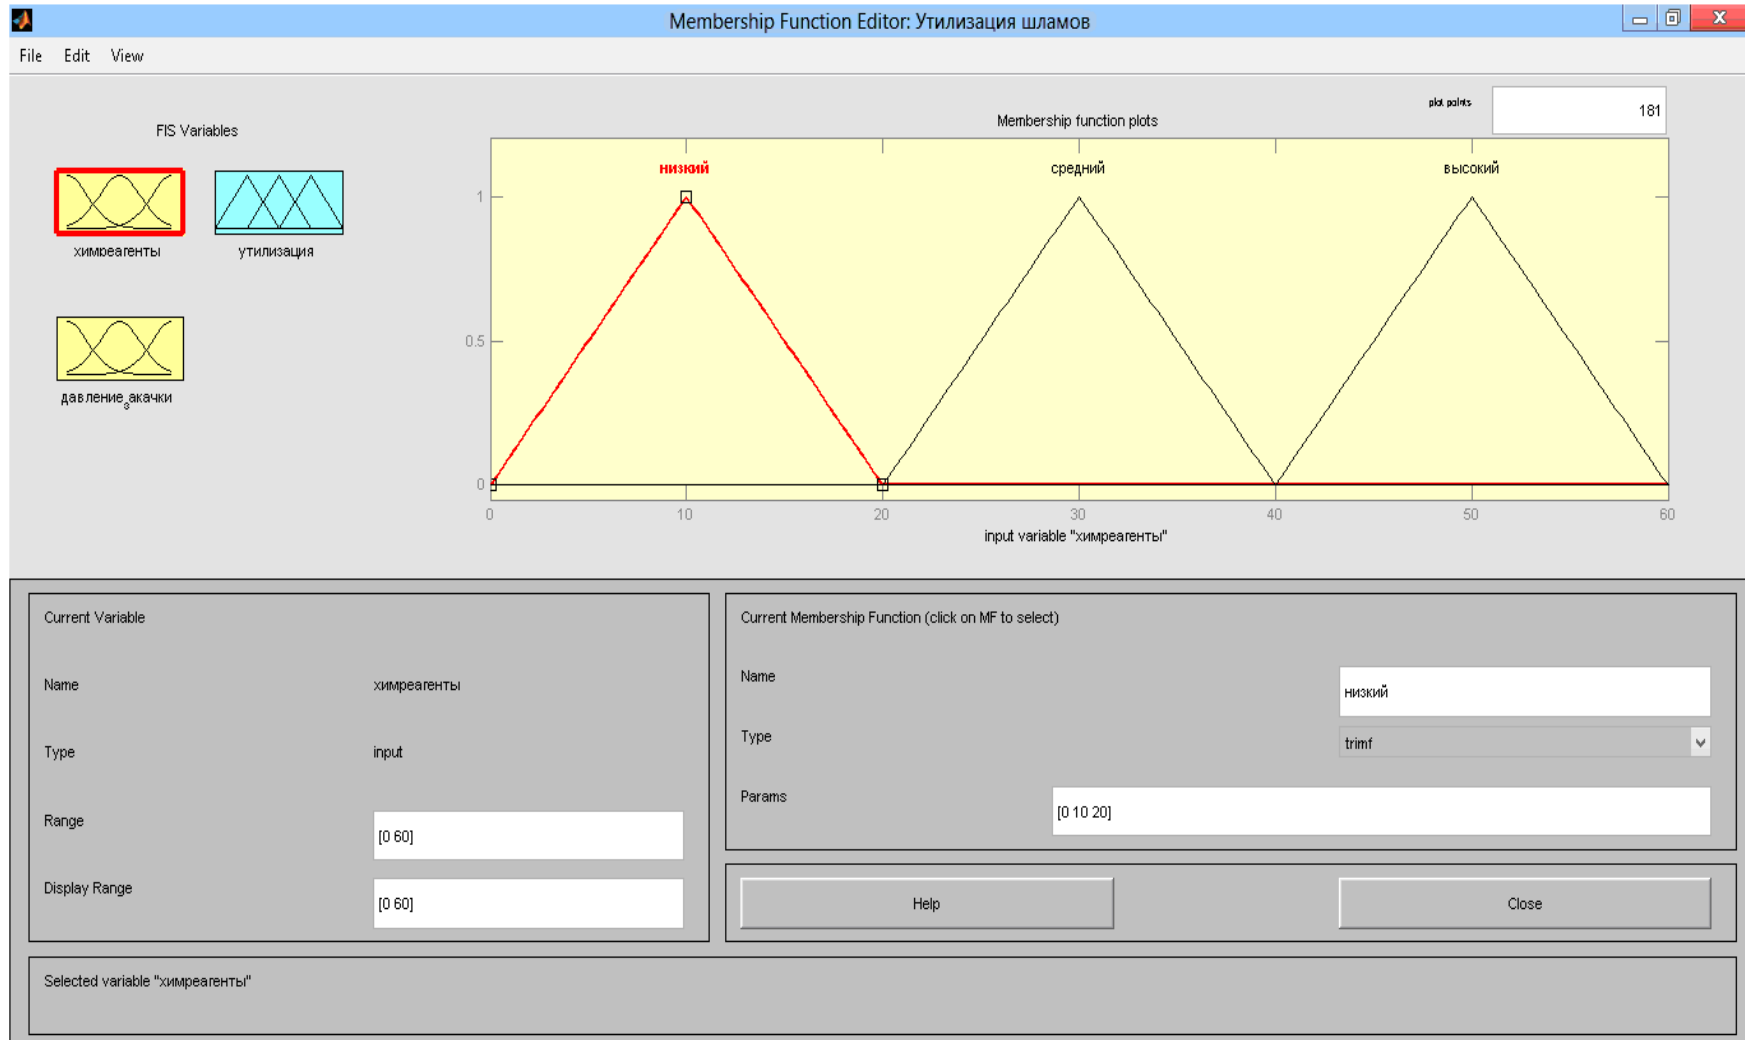 Membership Function Editor: Утилизация шламов
File Edit View
FIS Variables
химреагенты
утилизация
давление_закачки
plot points
181
Membership function plots
низкий
средний
высокий
1
0.5
0
0 10 20 30 40 50 60
input variable "химреагенты"
Current Variable
Name химреагенты
Type input
Range [0 60]
Display Range [0 60]
Current Membership Function (click on MF to select)
Name низкий
Type trimf
Params [0 10 20]
Help Close
Selected variable "химреагенты"